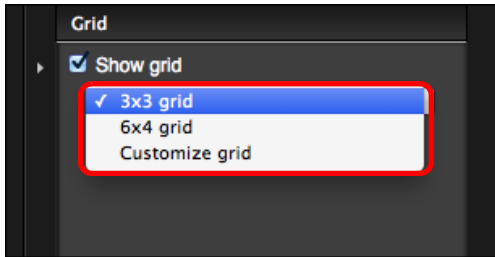 Grid
Show grid
✓ 3x3 grid
6x4 grid
Customize grid